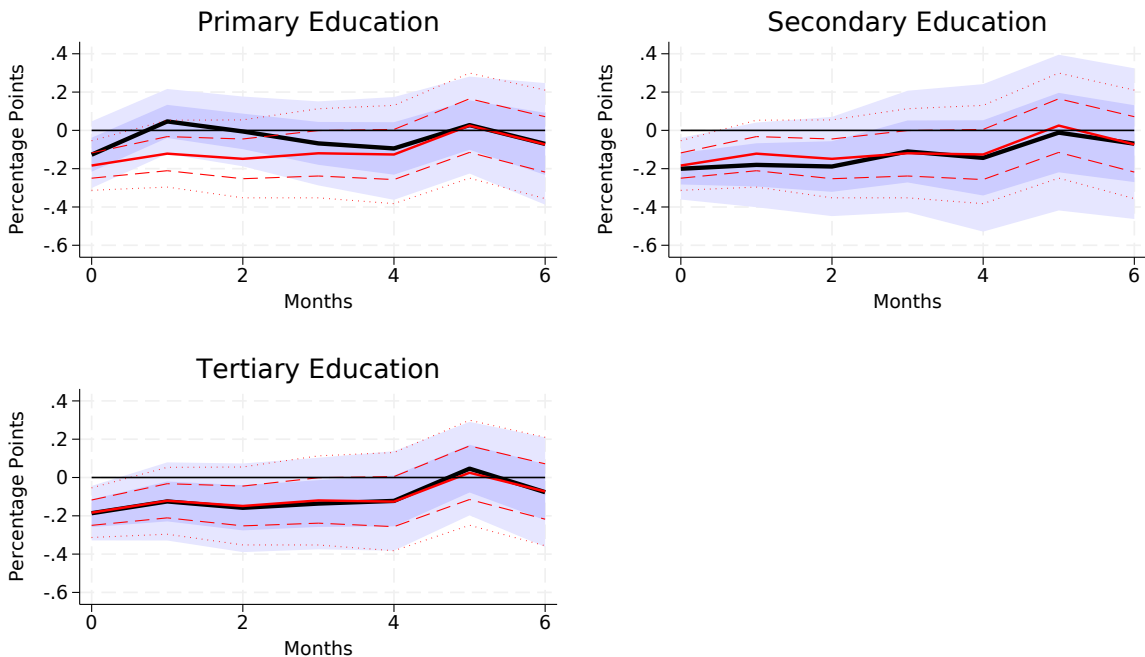 Primary Education
Percentage Points
.4
.2
0
-.2
-.4
-.6
0 2 4 6
Months
Secondary Education
Percentage Points
.4
.2
0
-.2
-.4
-.6
0 2 4 6
Months
Tertiary Education
Percentage Points
.4
.2
0
-.2
-.4
-.6
0 2 4 6
Months